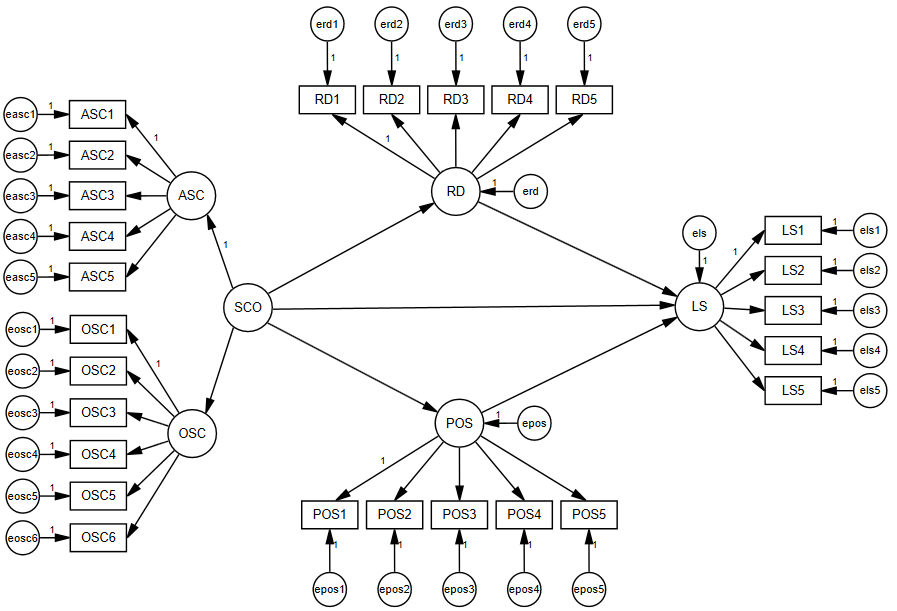 erd1 erd2 erd3 erd4 erd5
1 1 1 1 1
RD1 RD2 RD3 RD4 RD5
1
easc1 1 ASC1
1
easc2 1 ASC2
easc3 1 ASC3
easc4 1 ASC4
easc5 1 ASC5
ASC
RD 1 erd
1
SCO
els
1
LS
1
LS1 1 els1
LS2 1 els2
LS3 1 els3
LS4 1 els4
LS5 1 els5
eosc1 1 OSC1
1
eosc2 1 OSC2
eosc3 1 OSC3
eosc4 1 OSC4
eosc5 1 OSC5
eosc6 1 OSC6
OSC
POS 1 epos
1
POS1 POS2 POS3 POS4 POS5
1 1 1 1 1
epos1 epos2 epos3 epos4 epos5